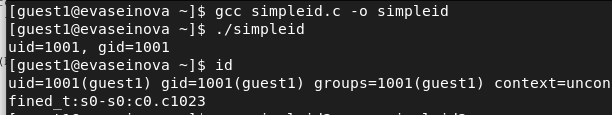 [guest1@evaseinova ~]$ gcc simpleid.c -o simpleid
[guest1@evaseinova ~]$ ./simpleid
uid=1001, gid=1001
[guest1@evaseinova ~]$ id
uid=1001(guest1) gid=1001(guest1) groups=1001(guest1) context=uncon
fined_t:s0-s0:c0.c1023